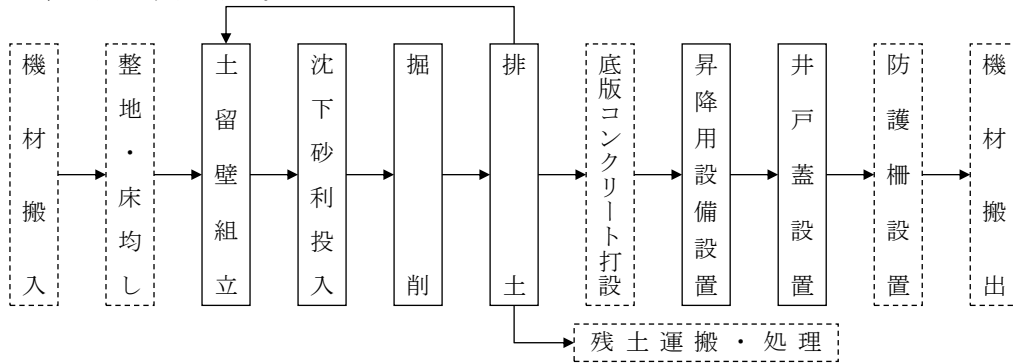 機材搬入
整地・床均し
土留壁組立
沈下砂利投入
掘削
排土
底版コンクリート打設
昇降用設備設置
井戸蓋設置
防護柵設置
機材搬出
残土運搬・処理